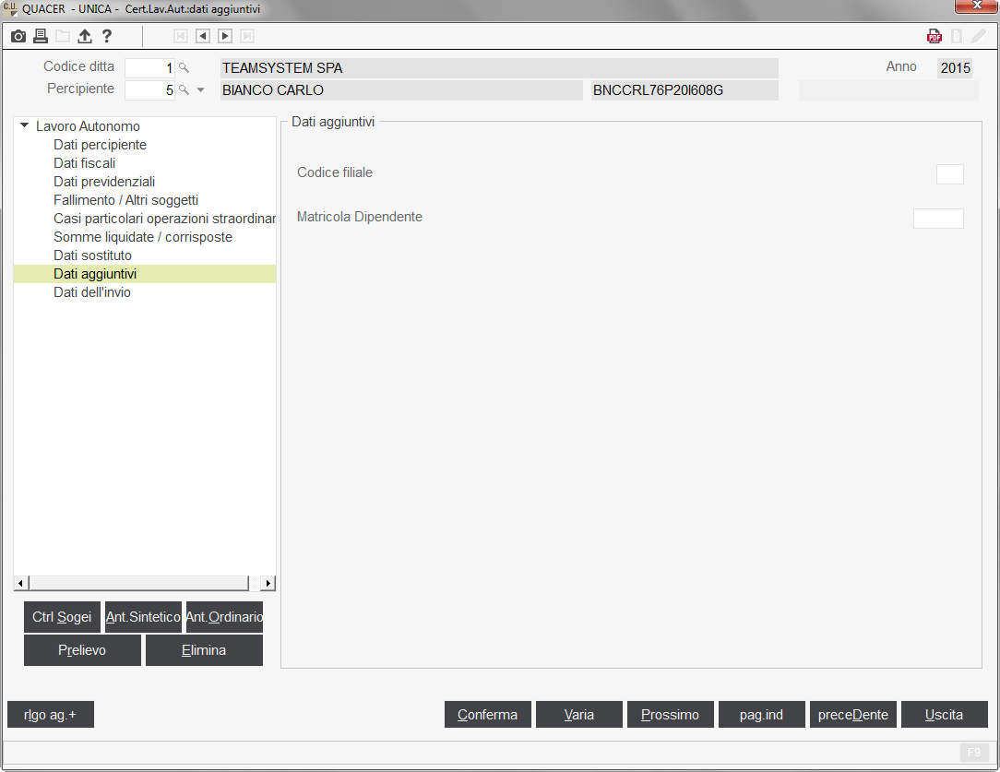 C.U. QUACER - UNICA - Cert.Lav.Aut.:dati aggiuntivi
?
PDF
Codice ditta 1 TEAMSYSTEM SPA Anno 2015
Percipiente 5 BIANCO CARLO BNCCRL76P20I608G
Lavoro Autonomo
Dati percipiente
Dati fiscali
Dati previdenziali
Fallimento / Altri soggetti
Casi particolari operazioni straordinar
Somme liquidate / corrisposte
Dati sostituto
Dati aggiuntivi
Dati dell'invio
Dati aggiuntivi
Codice filiale
Matricola Dipendente
Ctrl Sogei Ant.Sintetico Ant.Ordinario
Prelievo Elimina
rIgo ag.+ Conferma Varia Prossimo pag.ind preceDente Uscita
F9